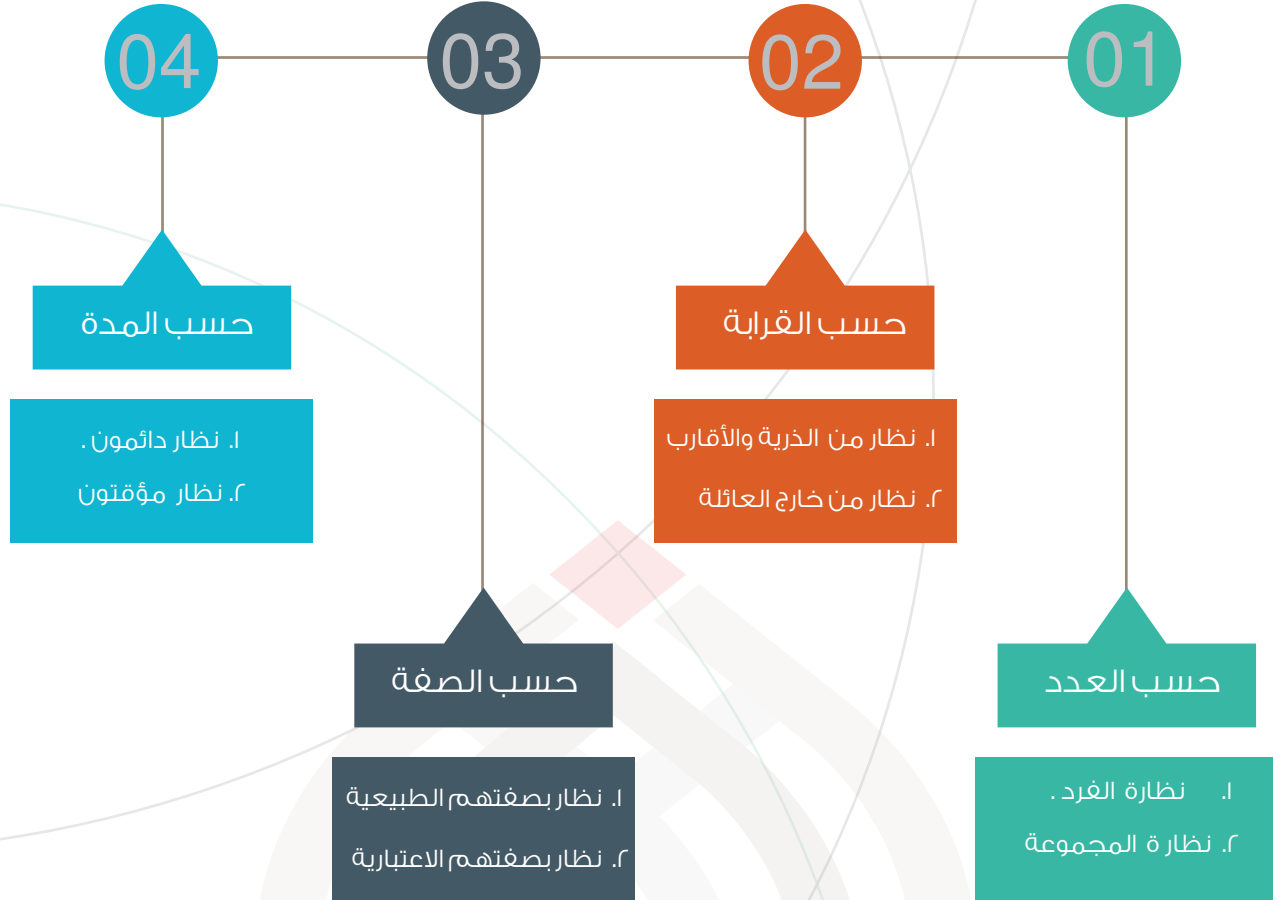 01
حسب العدد
١. نظارة الفرد .
٢. نظار ة المجموعة
02
حسب القرابة
١. نظار من الذرية والأقارب
٢. نظار من خارج العائلة
03
حسب الصفة
١. نظار بصفتهم الطبيعية
٢. نظار بصفتهم الاعتبارية
04
حسب المدة
١. نظار دائمون .
٢. نظار مؤقتون